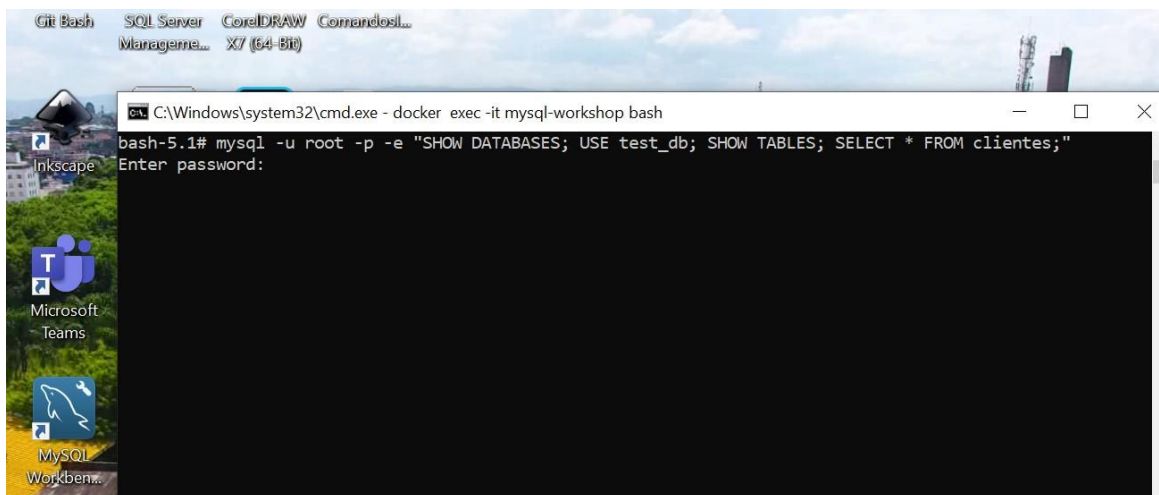 Git Bash
SQL Server
Manageme...
CorelDRAW
X7 (64-Bit)
Comandosl...
C:\Windows\system32\cmd.exe - docker  exec -it mysql-workshop bash
bash-5.1# mysql -u root -p -e "SHOW DATABASES; USE test_db; SHOW TABLES; SELECT * FROM clientes;"
Enter password:
Inkscape
T
Microsoft
Teams
MySQL
Workben...